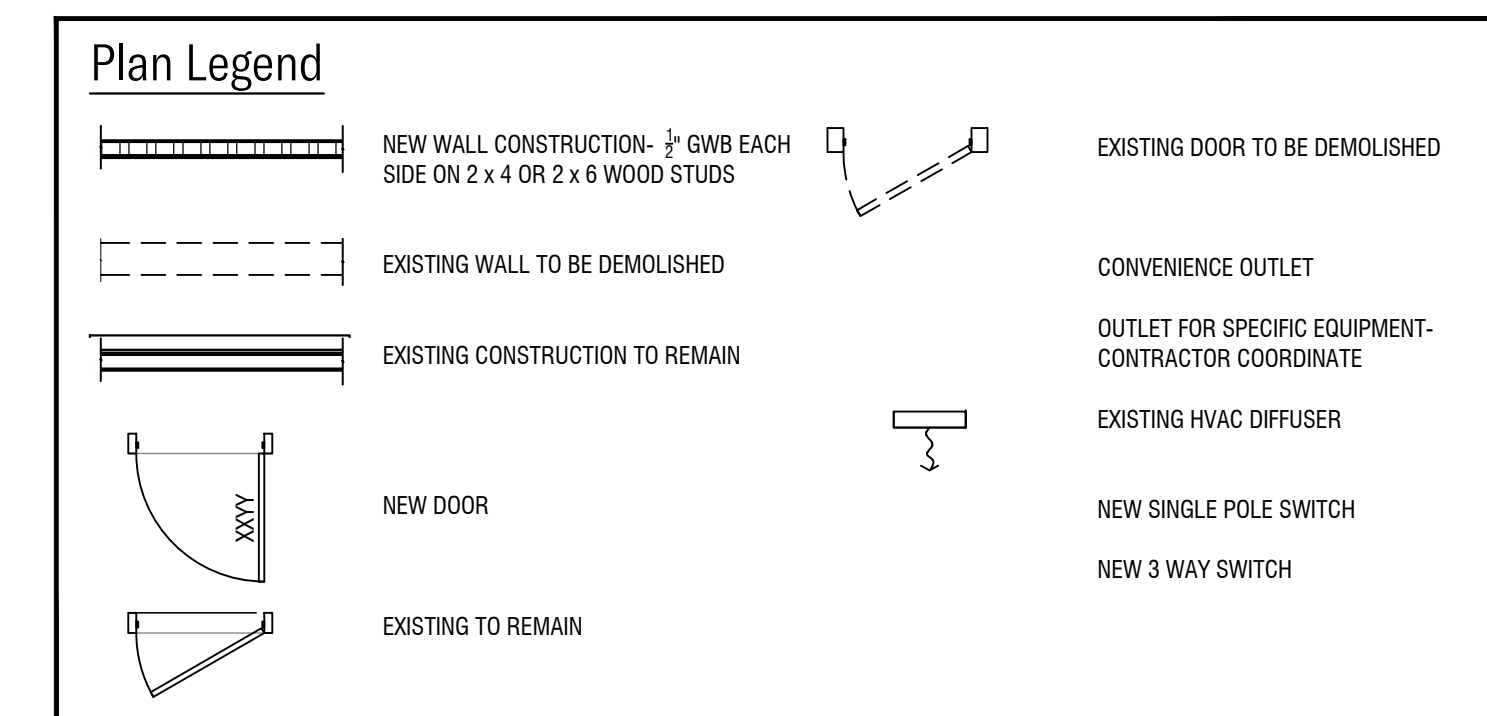 Plan Legend
NEW WALL CONSTRUCTION- ½" GWB EACH
SIDE ON 2 x 4 OR 2 x 6 WOOD STUDS
EXISTING WALL TO BE DEMOLISHED
EXISTING CONSTRUCTION TO REMAIN
XXYY
NEW DOOR
EXISTING TO REMAIN
EXISTING DOOR TO BE DEMOLISHED
CONVENIENCE OUTLET
OUTLET FOR SPECIFIC EQUIPMENT-
CONTRACTOR COORDINATE
EXISTING HVAC DIFFUSER
NEW SINGLE POLE SWITCH
NEW 3 WAY SWITCH